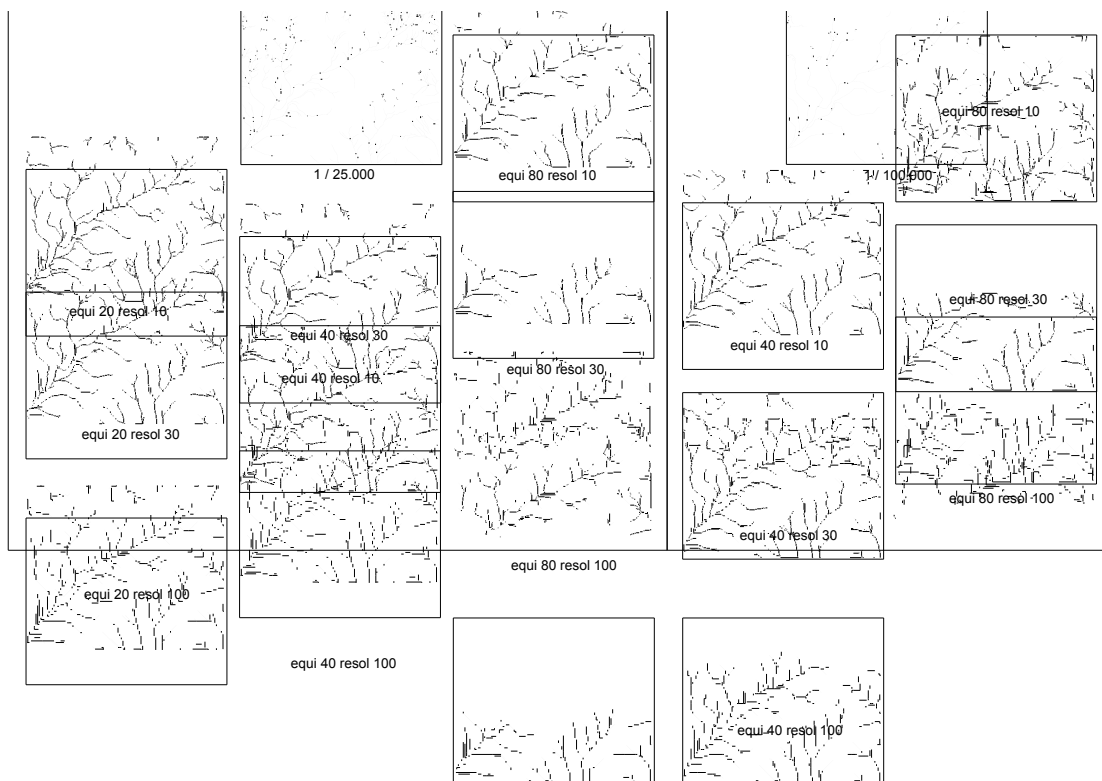 equi 80 resol 10
1 / 25.000
equi 80 resol 10
1 / 100.000
equi 80 resol 30
equi 20 resol 10
equi 40 resol 30
equi 40 resol 10
equi 80 resol 30
equi 40 resol 10
equi 20 resol 30
equi 80 resol 100
equi 40 resol 30
equi 80 resol 100
equi 20 resol 100
equi 40 resol 100
equi 40 resol 100